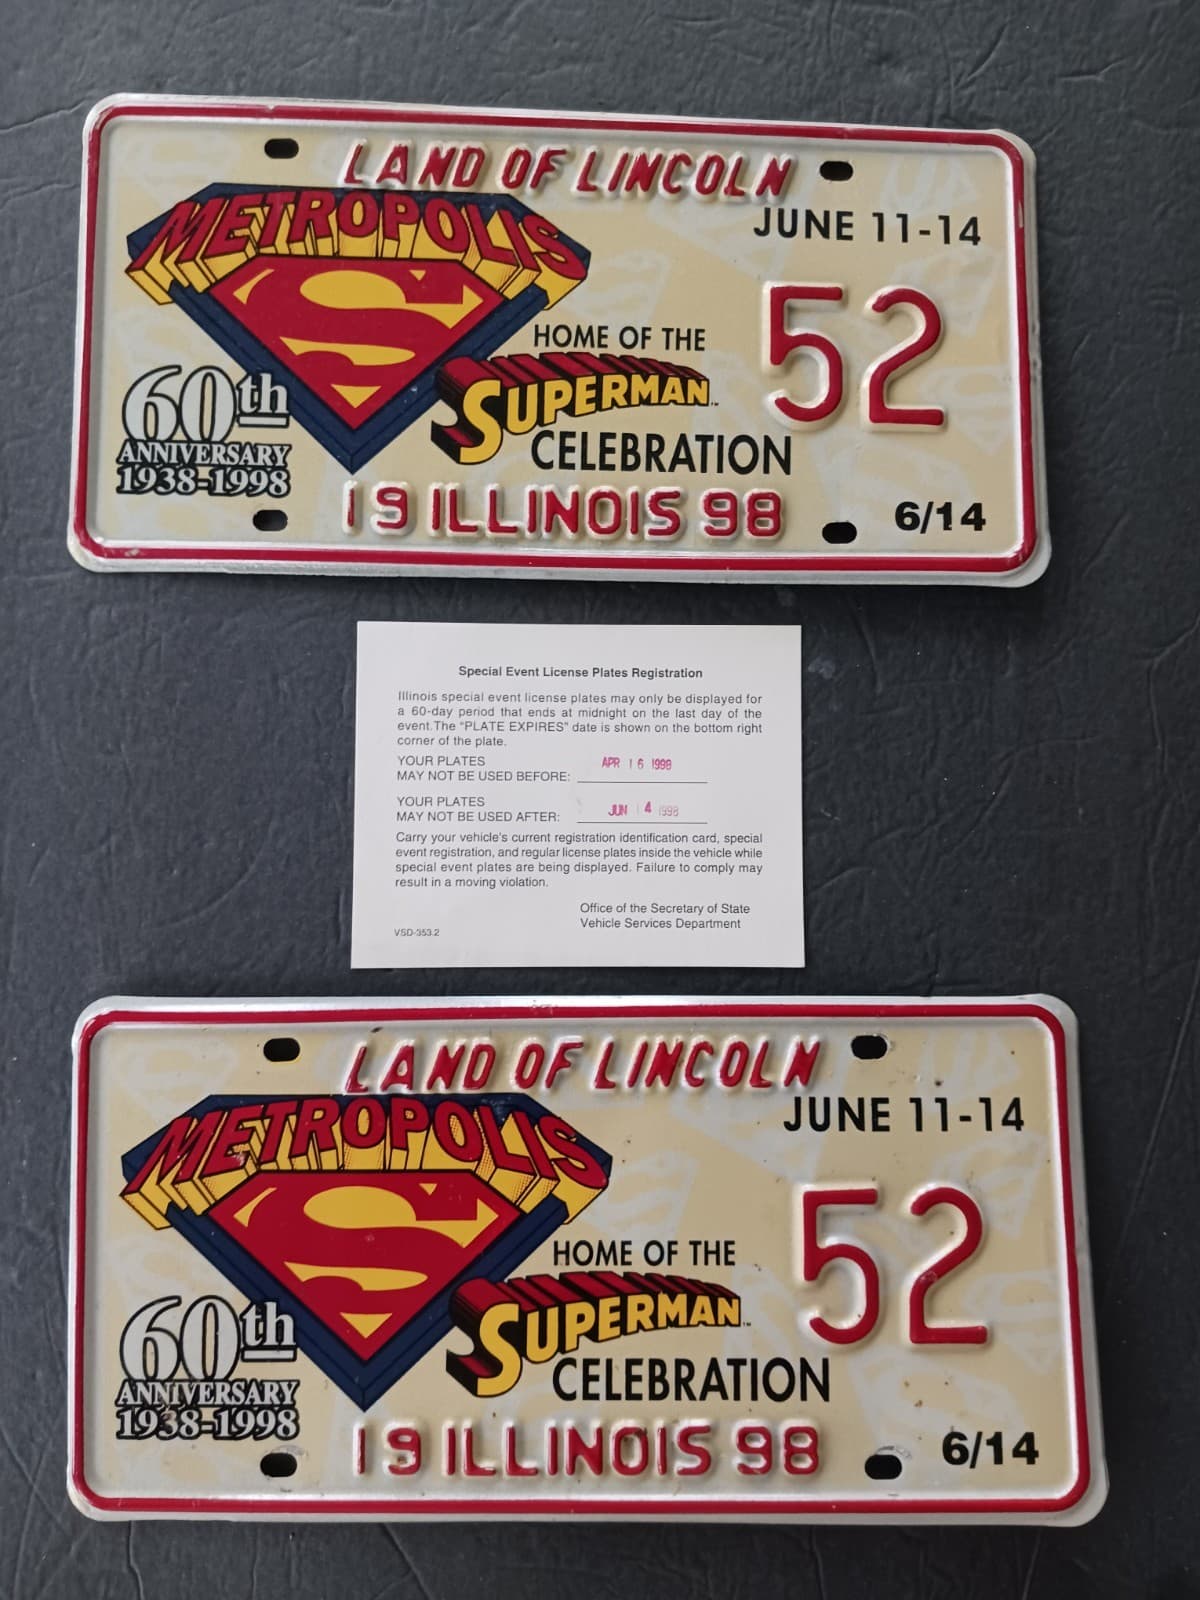 LAND OF LINCOLN
JUNE 11-14
METROPOLIS
S
52
HOME OF THE
SUPERMAN™
CELEBRATION
60th
ANNIVERSARY
1938-1998
19 ILLINOIS 98
6/14
Special Event License Plates Registration
Illinois special event license plates may only be displayed for
a 60-day period that ends at midnight on the last day of the
event. The "PLATE EXPIRES" date is shown on the bottom right
corner of the plate.
YOUR PLATES
MAY NOT BE USED BEFORE: APR 16 1998
YOUR PLATES
MAY NOT BE USED AFTER: JUN 14 1998
Carry your vehicle's current registration identification card, special
event registration, and regular license plates inside the vehicle while
special event plates are being displayed. Failure to comply may
result in a moving violation.
Office of the Secretary of State
Vehicle Services Department
VSD-353.2
LAND OF LINCOLN
JUNE 11-14
METROPOLIS
S
52
HOME OF THE
SUPERMAN™
CELEBRATION
60th
ANNIVERSARY
1938-1998
19 ILLINOIS 98
6/14